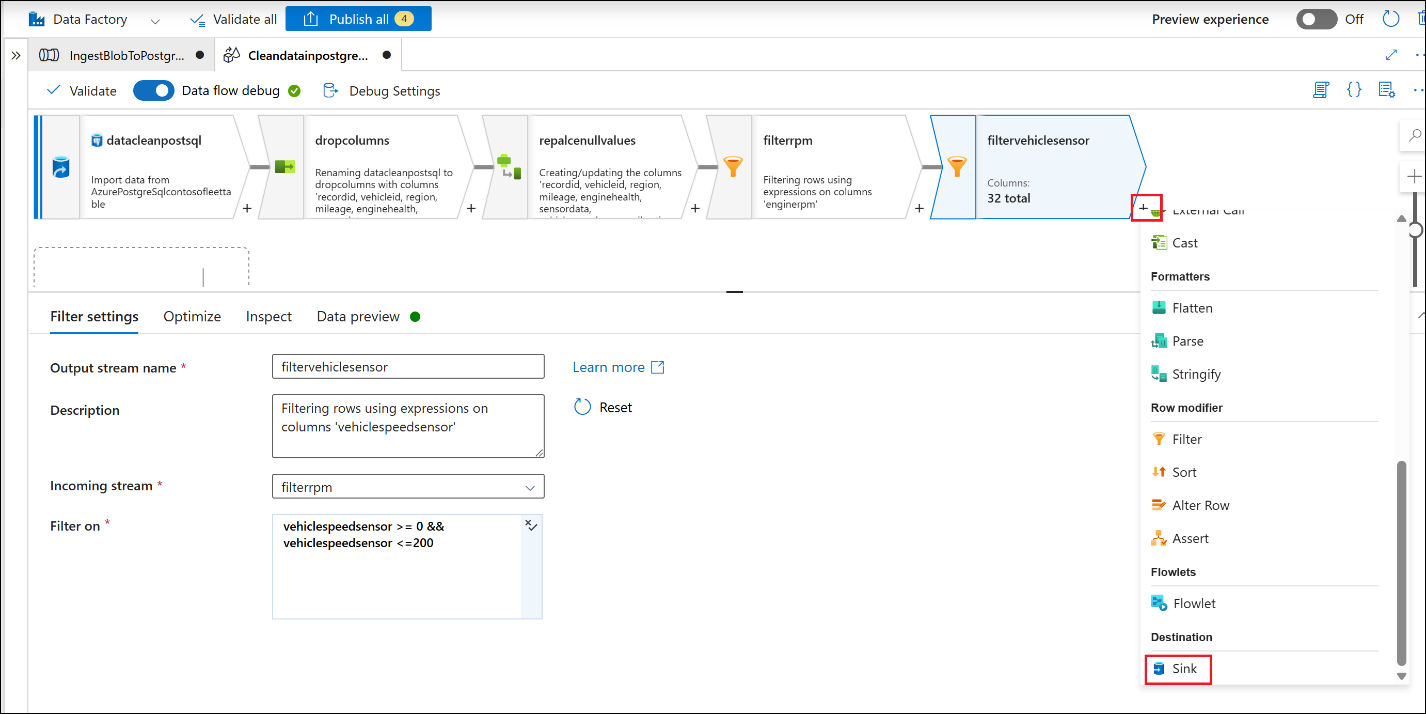 Data Factory
Validate all
Publish all 4
Preview experience
Off
IngestBlobToPostgr...
Cleandatainpostgre...
Validate
Data flow debug
Debug Settings
{}
datacleanpostsql
Import data from
AzurePostgreSqlcontosofleetta
ble
+
dropcolumns
Renaming datacleanpostsql to
dropcolumns with columns
'recordid, vehicleid, region,
mileage, enginehealth,
+
repalcenullvalues
Creating/updating the columns
'recordid, vehicleid, region,
mileage, enginehealth,
sensordata,
+
filterrpm
Filtering rows using
expressions on columns
'enginerpm'
+
filtervehiclesensor
Columns:
32 total
+
External Call
Cast
Formatters
Flatten
Parse
Stringify
Row modifier
Filter
Sort
Alter Row
Assert
Flowlets
Flowlet
Destination
Sink
Filter settings
Optimize
Inspect
Data preview
Output stream name *
filtervehiclesensor
Learn more
Description
Filtering rows using expressions on
columns 'vehiclespeedsensor'
Reset
Incoming stream *
filterrpm
Filter on *
vehiclespeedsensor >= 0 &&
vehiclespeedsensor <=200